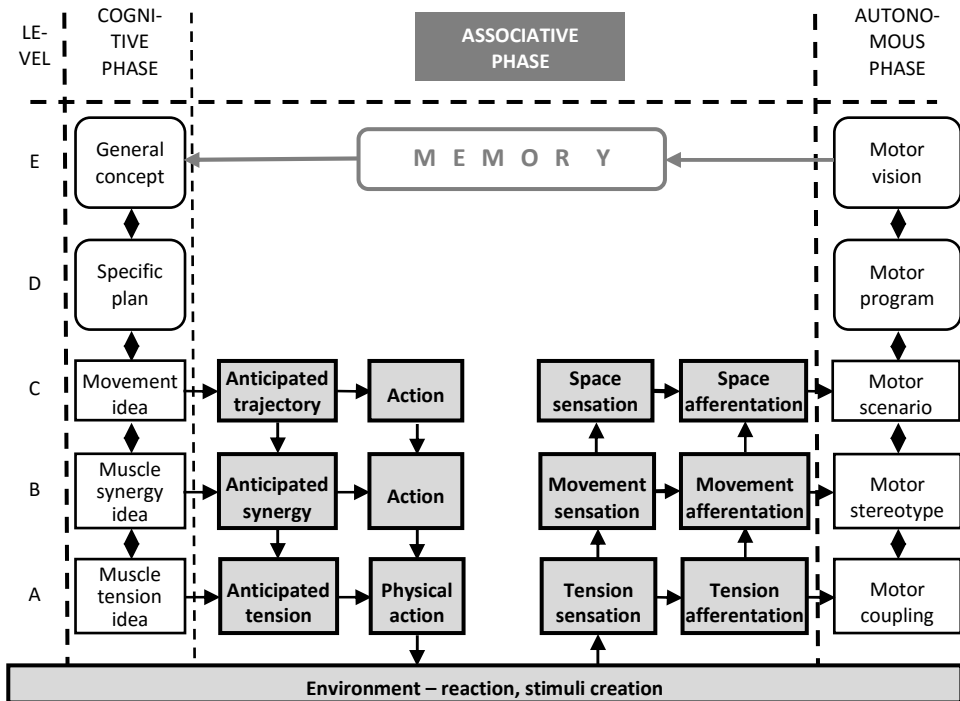 LE-
VEL
COGNI-
TIVE
PHASE
ASSOCIATIVE
PHASE
AUTONO-
MOUS
PHASE
E
General
concept
M E M O R Y
Motor
vision
D
Specific
plan
Motor
program
C
Movement
idea
Anticipated
trajectory
Action
Space
sensation
Space
afferentation
Motor
scenario
B
Muscle
synergy
idea
Anticipated
synergy
Action
Movement
sensation
Movement
afferentation
Motor
stereotype
A
Muscle
tension
idea
Anticipated
tension
Physical
action
Tension
sensation
Tension
afferentation
Motor
coupling
Environment – reaction, stimuli creation